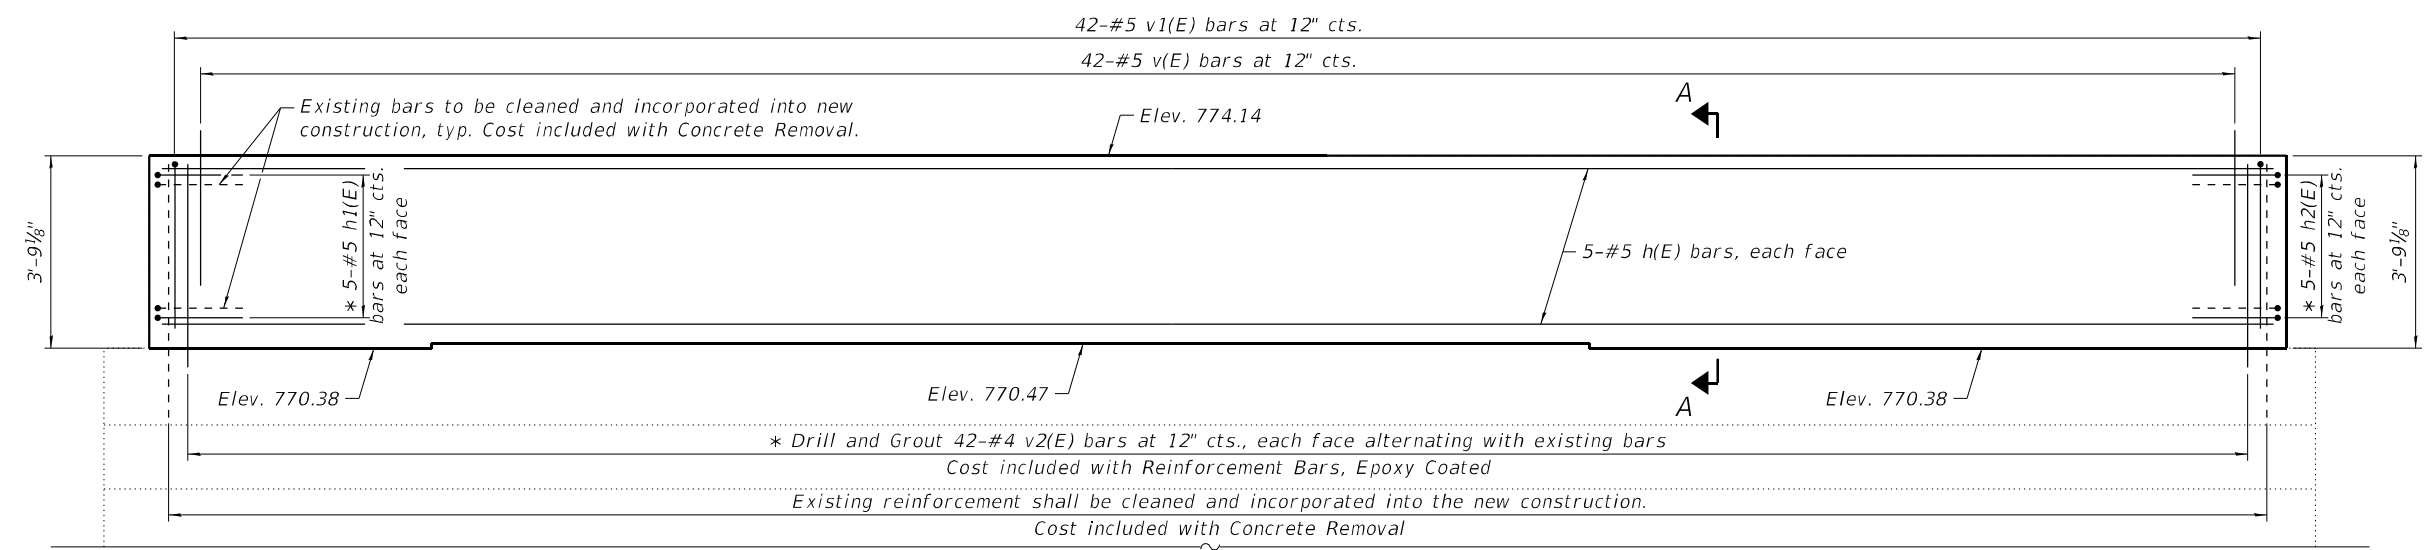 42-#5 v1(E) bars at 12" cts.
42-#5 v(E) bars at 12" cts.
Existing bars to be cleaned and incorporated into new
construction, typ. Cost included with Concrete Removal.
Elev. 774.14
A
3'-9⅛"
* 5-#5 h1(E)
bars at 12" cts.
each face
5-#5 h(E) bars, each face
* 5-#5 h2(E)
bars at 12" cts.
each face
3'-9⅛"
Elev. 770.38
Elev. 770.47
A
Elev. 770.38
* Drill and Grout 42-#4 v2(E) bars at 12" cts., each face alternating with existing bars
Cost included with Reinforcement Bars, Epoxy Coated
Existing reinforcement shall be cleaned and incorporated into the new construction.
Cost included with Concrete Removal